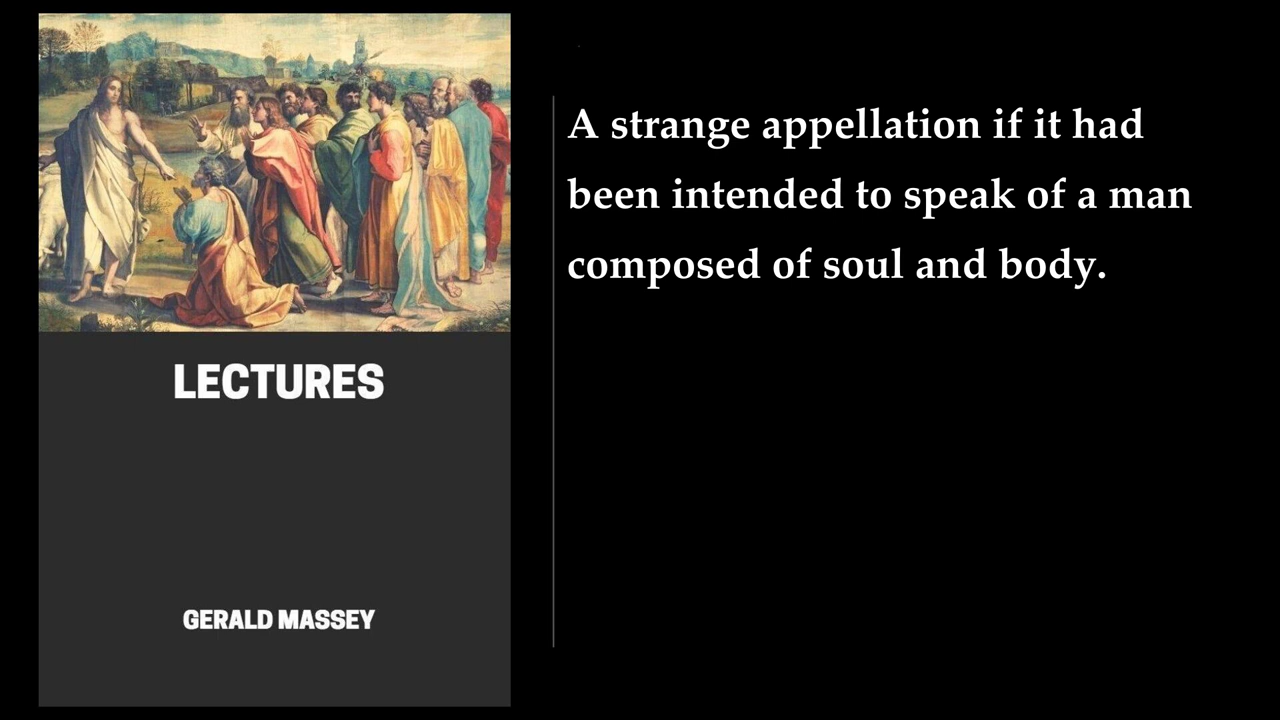 LECTURES
GERALD MASSEY
A strange appellation if it had
been intended to speak of a man
composed of soul and body.